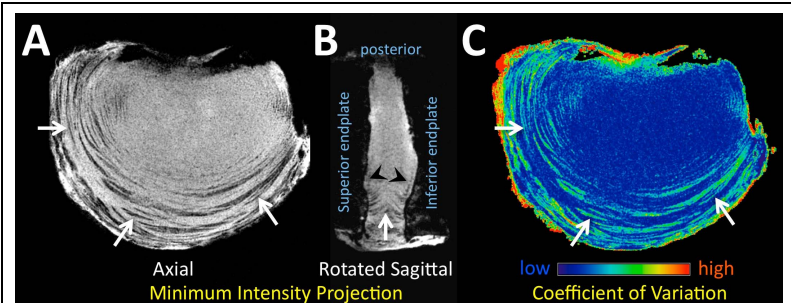 A
B
C
posterior
Superior endplate
Inferior endplate
Axial
Rotated Sagittal
low
high
Minimum Intensity Projection
Coefficient of Variation